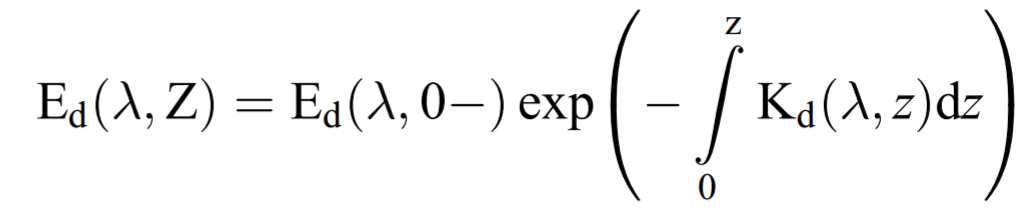 E_d(λ, Z) = E_d(λ, 0−) exp(−∫_0^z K_d(λ, z)dz)